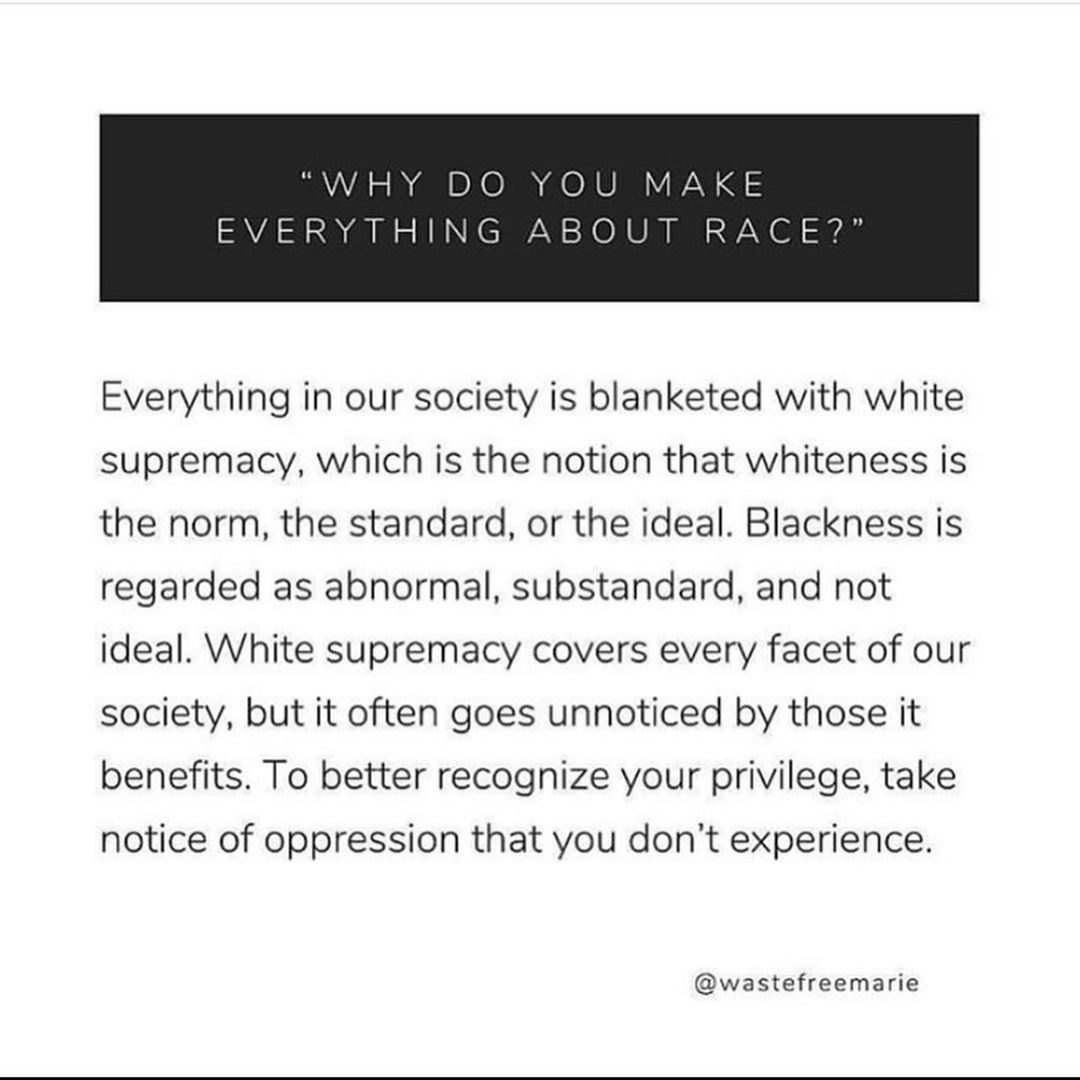 “WHY DO YOU MAKE
EVERYTHING ABOUT RACE?”
Everything in our society is blanketed with white
supremacy, which is the notion that whiteness is
the norm, the standard, or the ideal. Blackness is
regarded as abnormal, substandard, and not
ideal. White supremacy covers every facet of our
society, but it often goes unnoticed by those it
benefits. To better recognize your privilege, take
notice of oppression that you don’t experience.
@wastefreemarie